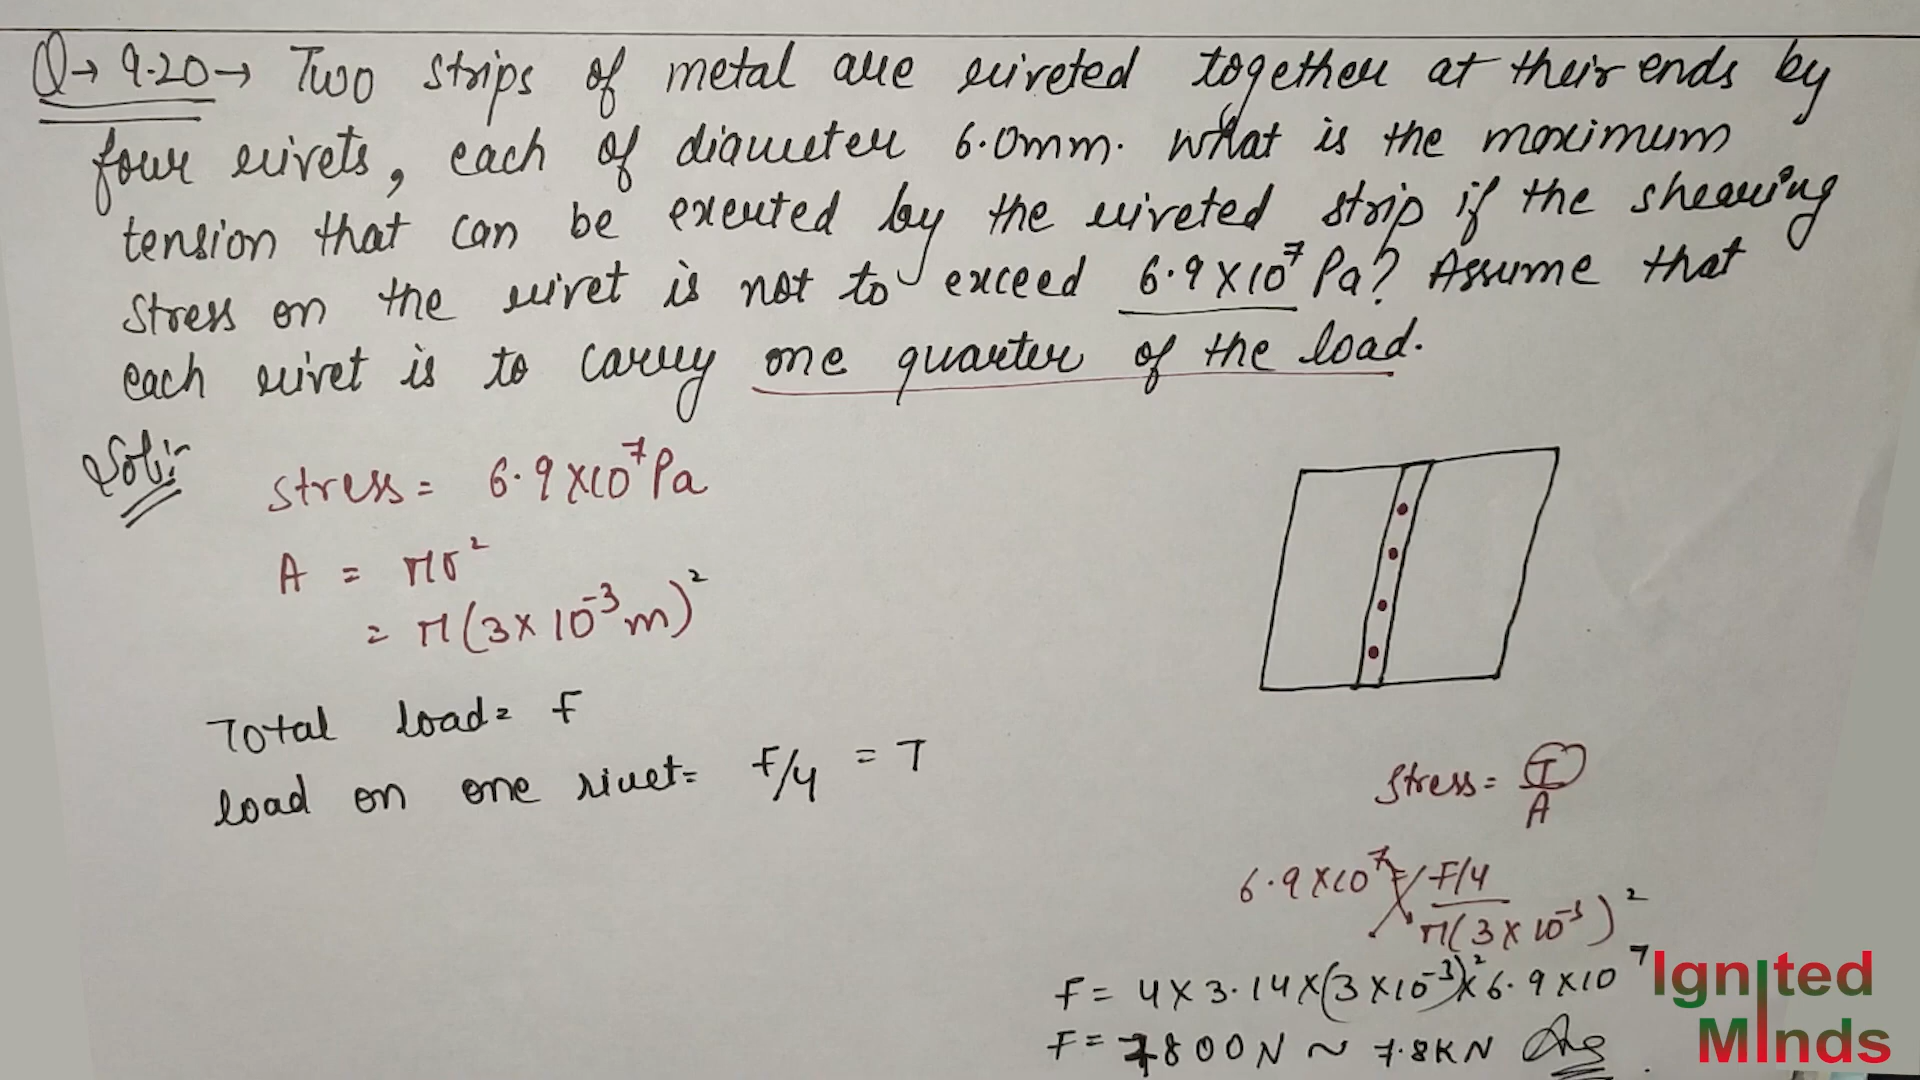 Q→ 9.20→ Two strips of metal are riveted together at their ends by
four rivets, each of diameter 6.0mm. What is the maximum
tension that can be exerted by the riveted strip if the shearing
stress on the rivet is not to exceed 6.9×10⁷ Pa? Assume that
each rivet is to carry one quarter of the load.
Sol:-
Stress = 6.9×10⁷Pa
A = πr²
= π(3×10⁻³m)²
Total load = F
load on one rivet = F/4 = T
Stress = T/A
6.9×10⁷ = F/4 / π(3×10⁻³)²
F = 4×3.14×(3×10⁻³)²×6.9×10⁷
F = 7800N ~ 7.8KN Ans
Ignited
Minds